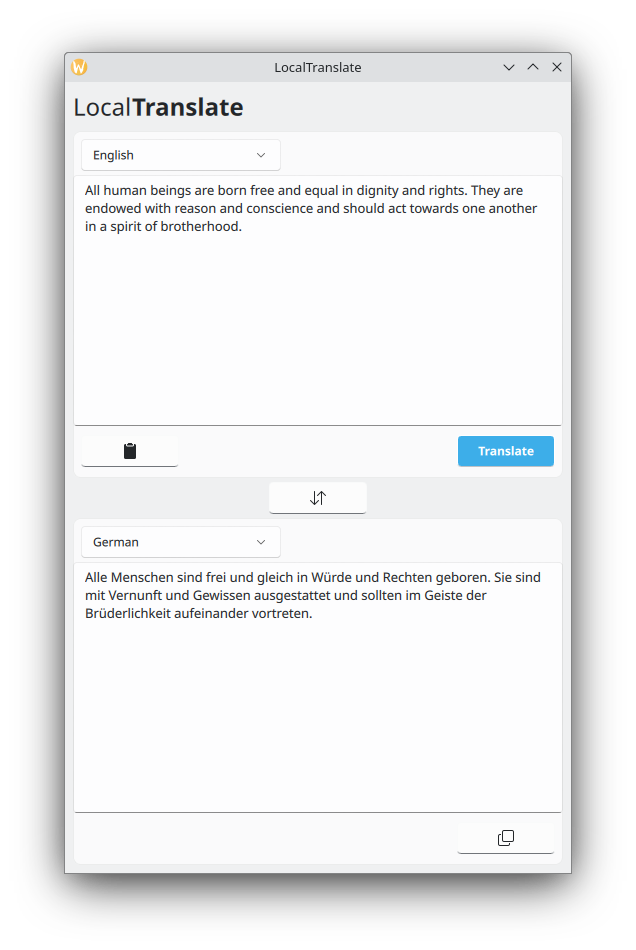 LocalTranslate
LocalTranslate
English
All human beings are born free and equal in dignity and rights. They are
endowed with reason and conscience and should act towards one another
in a spirit of brotherhood.
Translate
German
Alle Menschen sind frei und gleich in Würde und Rechten geboren. Sie sind
mit Vernunft und Gewissen ausgestattet und sollten im Geiste der
Brüderlichkeit aufeinander vortreten.